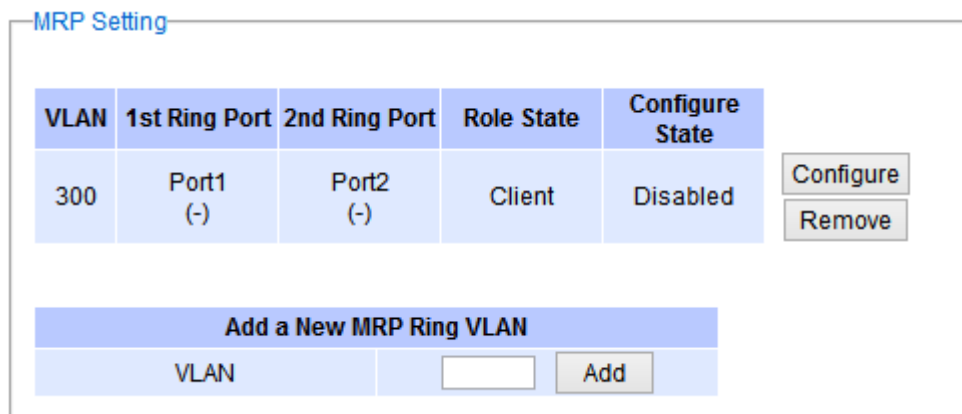 MRP Setting
VLAN 1st Ring Port 2nd Ring Port Role State Configure State
300 Port1 (-) Port2 (-) Client Disabled Configure
Remove
Add a New MRP Ring VLAN
VLAN Add